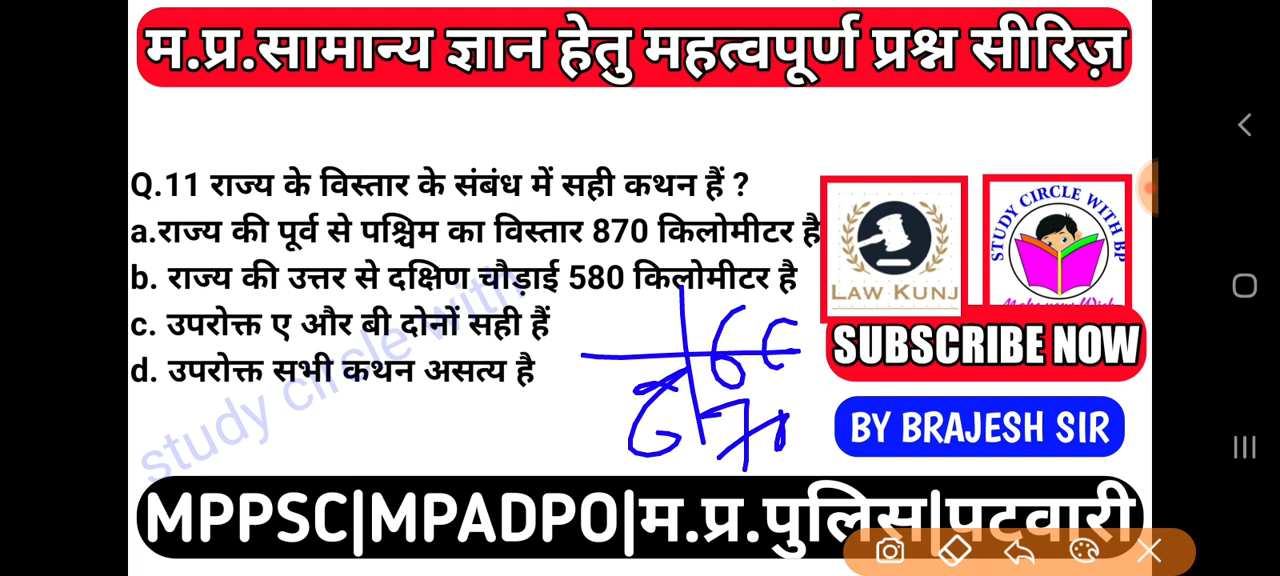 म.प्र.सामान्य ज्ञान हेतु महत्वपूर्ण प्रश्न सीरिज़
Q.11 राज्य के विस्तार के संबंध में सही कथन हैं ?
a.राज्य की पूर्व से पश्चिम का विस्तार 870 किलोमीटर है
b. राज्य की उत्तर से दक्षिण चौड़ाई 580 किलोमीटर है
c. उपरोक्त ए और बी दोनों सही हैं
d. उपरोक्त सभी कथन असत्य है
study circle with
LAW KUNJ
STUDY CIRCLE WITH BP
SUBSCRIBE NOW
BY BRAJESH SIR
MPPSC|MPADPO|म.प्र.पुलिस|पटवारी